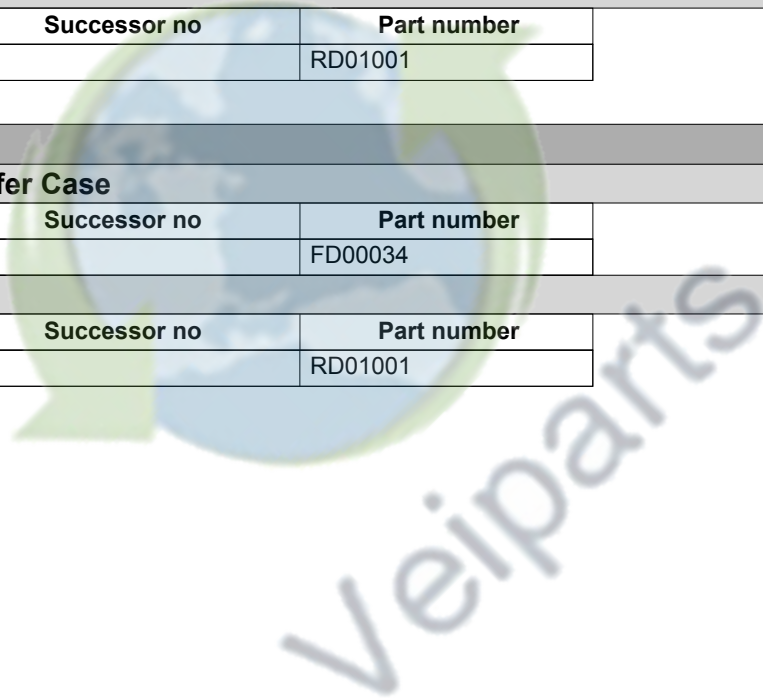 Successor no Part number
RD01001
fer Case
Successor no Part number
FD00034
Successor no Part number
RD01001
Veiparts